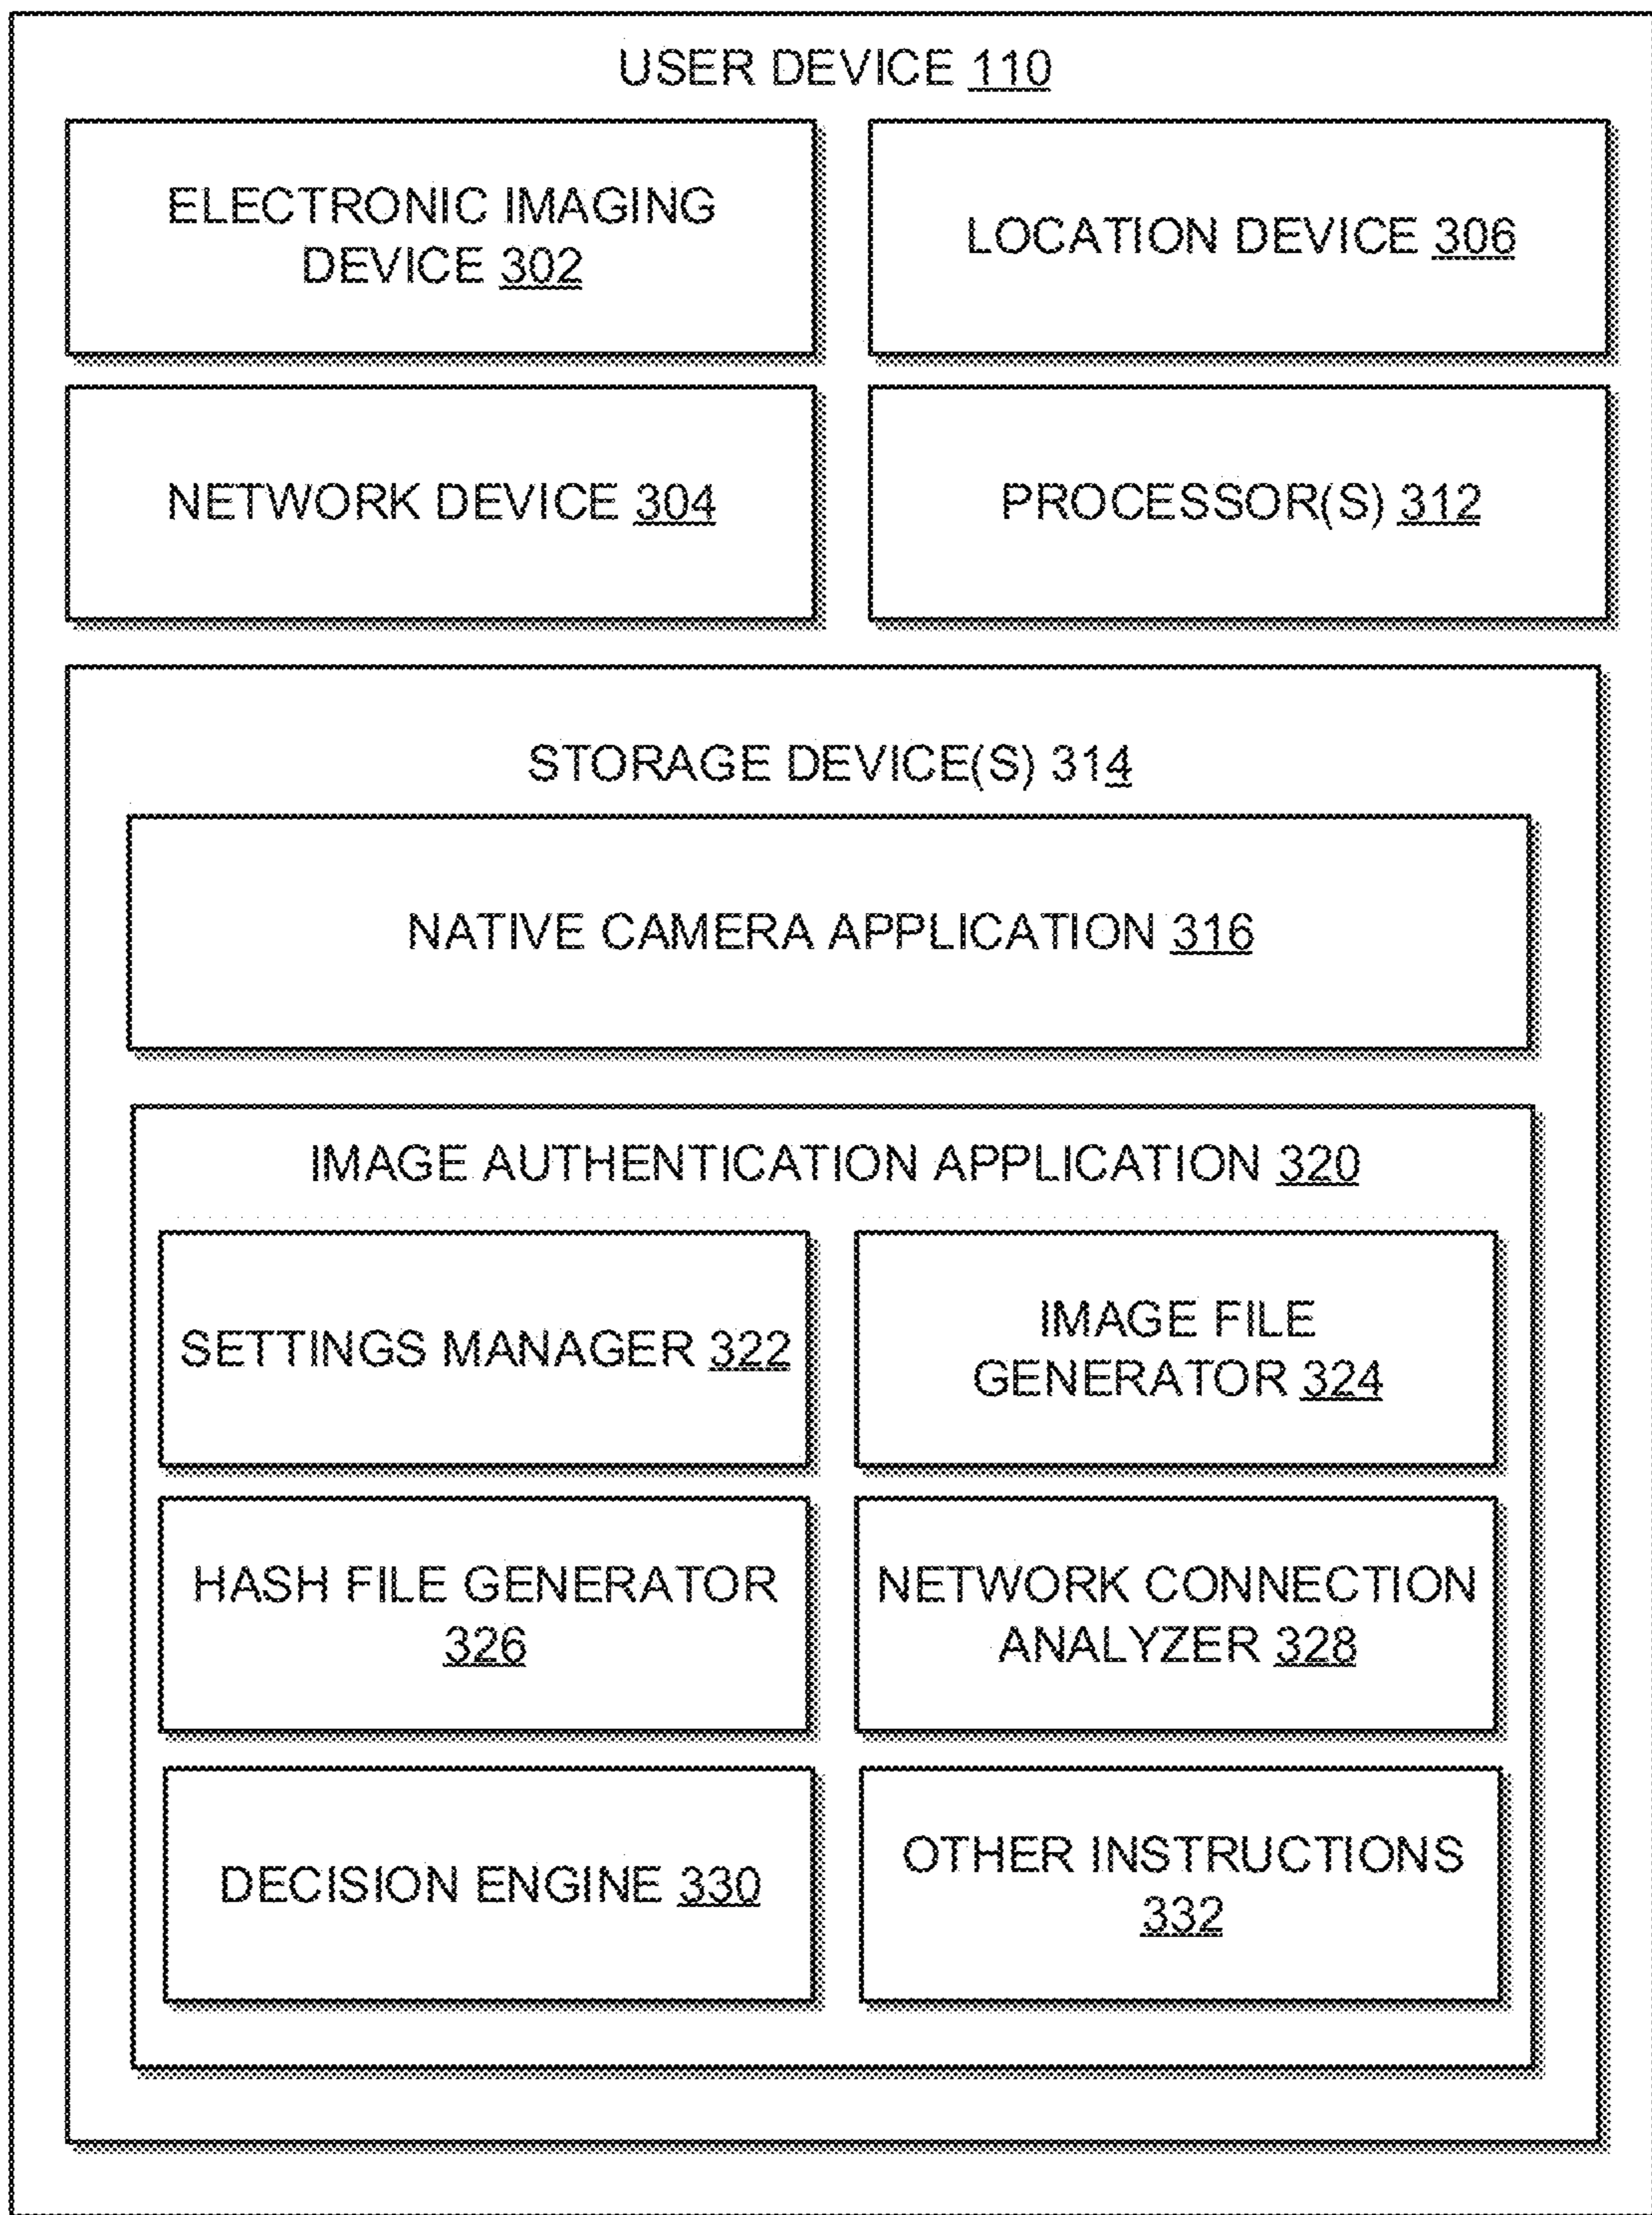 USER DEVICE 110
ELECTRONIC IMAGING
DEVICE 302
LOCATION DEVICE 306
NETWORK DEVICE 304
PROCESSOR(S) 312
STORAGE DEVICE(S) 314
NATIVE CAMERA APPLICATION 316
IMAGE AUTHENTICATION APPLICATION 320
SETTINGS MANAGER 322
IMAGE FILE
GENERATOR 324
HASH FILE GENERATOR
326
NETWORK CONNECTION
ANALYZER 328
DECISION ENGINE 330
OTHER INSTRUCTIONS
332